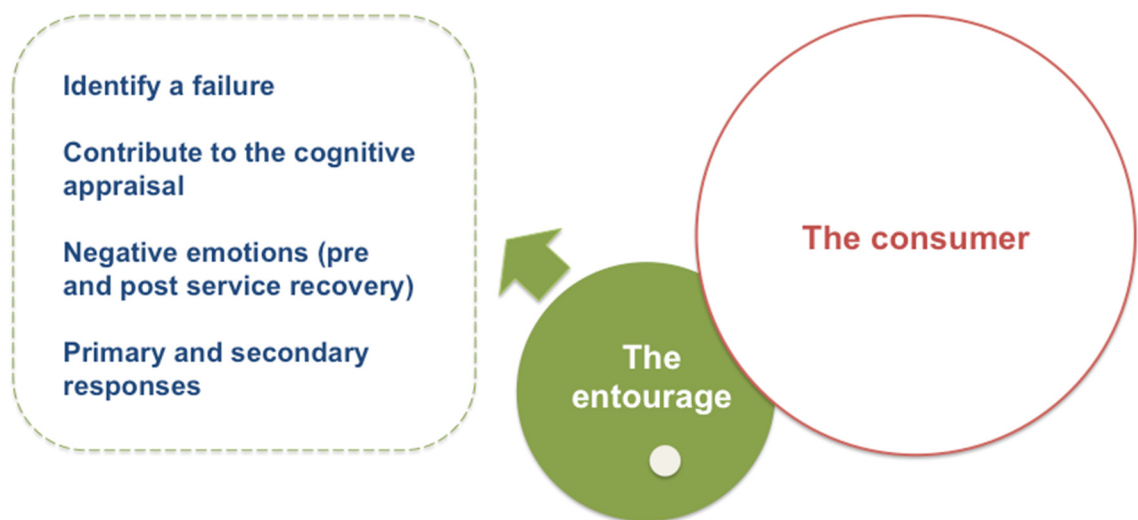 Identify a failure
Contribute to the cognitive
appraisal
Negative emotions (pre
and post service recovery)
Primary and secondary
responses
The
entourage
The consumer